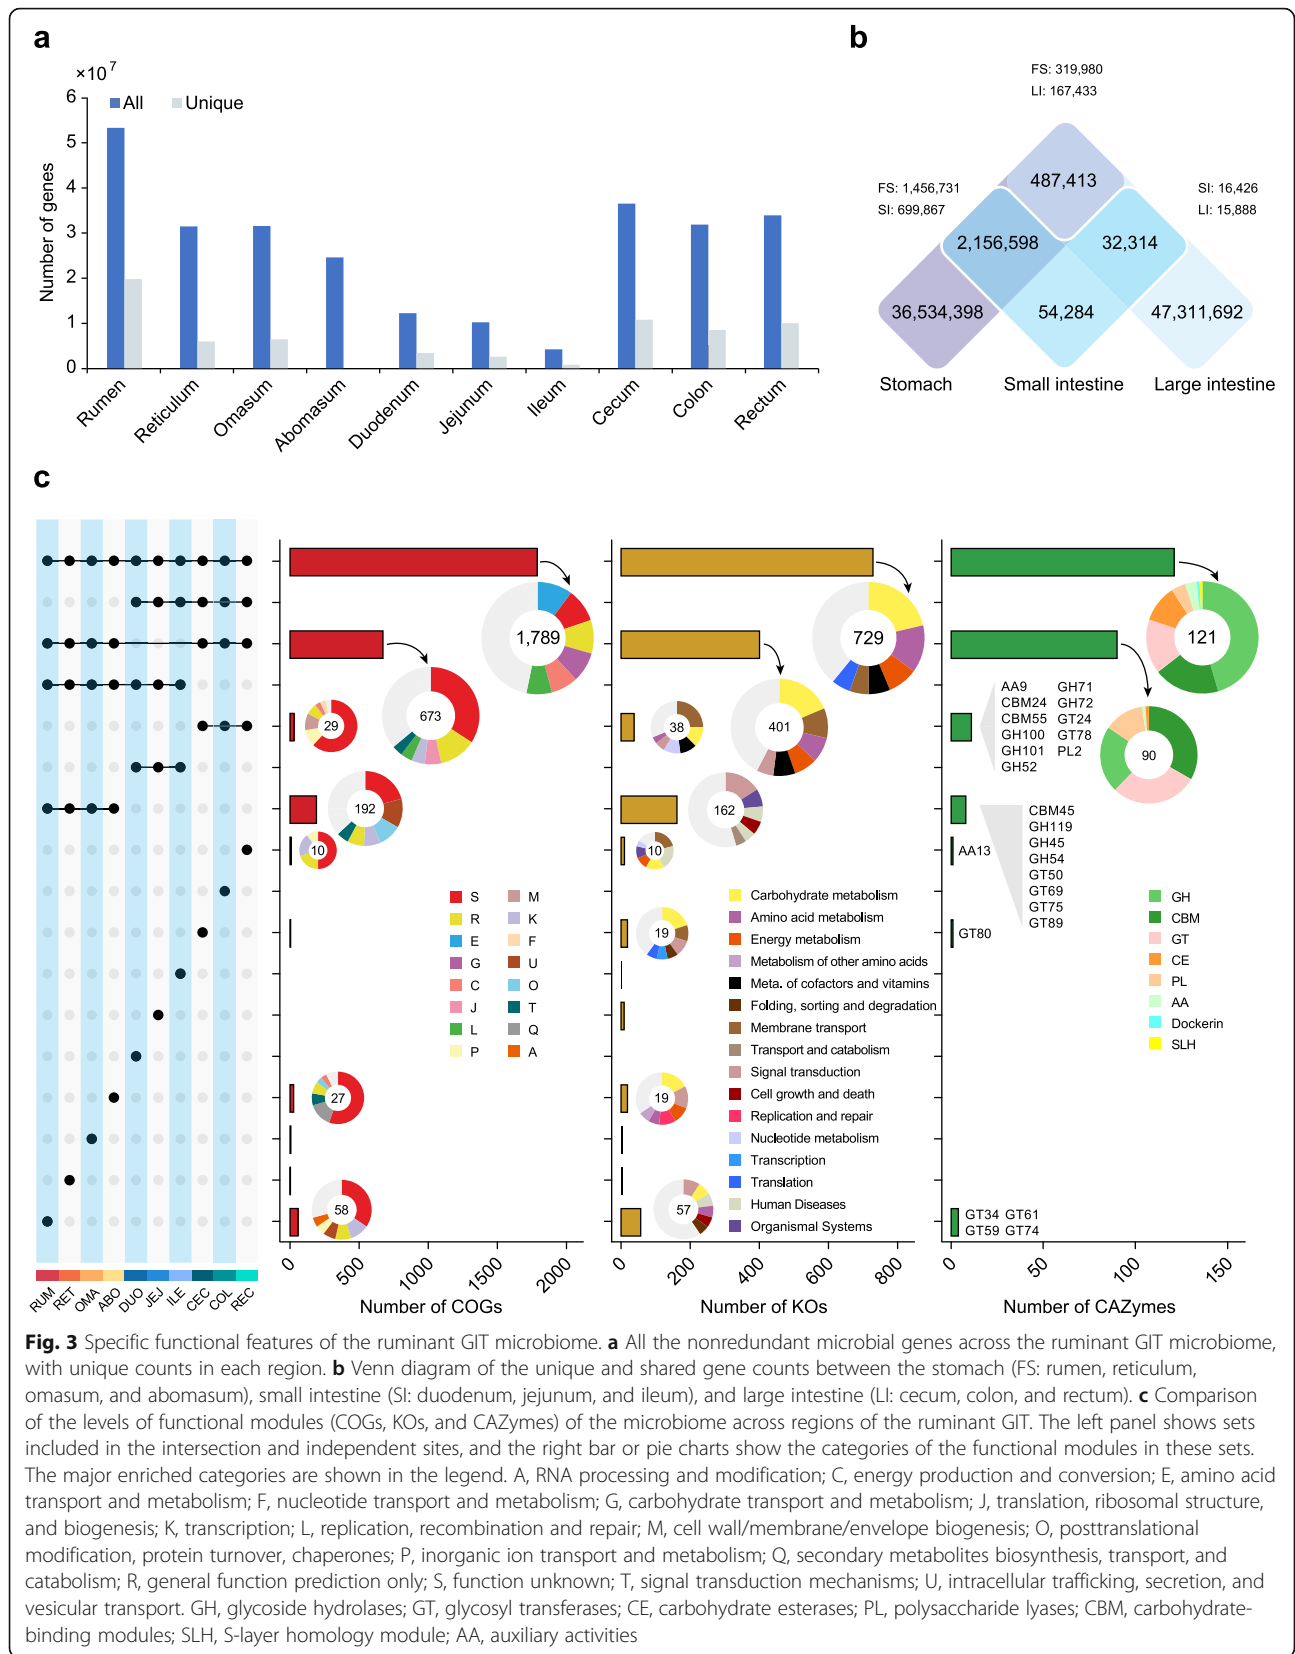 a
×10 7
All
Unique
Number of genes
6
5
4
3
2
1
0
Rumen
Reticulum
Omasum
Abomasum
Duodenum
Jejunum
Ileum
Cecum
Colon
Rectum
b
FS: 319,980
LI: 167,433
487,413
FS: 1,456,731
SI: 699,867
SI: 16,426
LI: 15,888
2,156,598
32,314
36,534,398
54,284
47,311,692
Stomach
Small intestine
Large intestine
c
RUM
RET
OMA
ABO
DUO
JEJ
ILE
CEC
COL
REC
1,789
673
29
192
10
27
58
S
R
E
G
C
J
L
P
M
K
F
U
O
T
Q
A
0
500
1000
1500
2000
Number of COGs
729
401
38
162
10
19
19
57
Carbohydrate metabolism
Amino acid metabolism
Energy metabolism
Metabolism of other amino acids
Meta. of cofactors and vitamins
Folding, sorting and degradation
Membrane transport
Transport and catabolism
Signal transduction
Cell growth and death
Replication and repair
Nucleotide metabolism
Transcription
Translation
Human Diseases
Organismal Systems
0
200
400
600
800
Number of KOs
121
90
AA9 GH71
CBM24 GH72
CBM55 GT24
GH100 GT78
GH101 PL2
GH52
CBM45
GH119
GH45
GH54
GT50
GT69
GT75
GT89
AA13
GT80
GH
CBM
GT
CE
PL
AA
Dockerin
SLH
GT34 GT61
GT59 GT74
0
50
100
150
Number of CAZymes
Fig. 3 Specific functional features of the ruminant GIT microbiome. a All the nonredundant microbial genes across the ruminant GIT microbiome,
with unique counts in each region. b Venn diagram of the unique and shared gene counts between the stomach (FS: rumen, reticulum,
omasum, and abomasum), small intestine (SI: duodenum, jejunum, and ileum), and large intestine (LI: cecum, colon, and rectum). c Comparison
of the levels of functional modules (COGs, KOs, and CAZymes) of the microbiome across regions of the ruminant GIT. The left panel shows sets
included in the intersection and independent sites, and the right bar or pie charts show the categories of the functional modules in these sets.
The major enriched categories are shown in the legend. A, RNA processing and modification; C, energy production and conversion; E, amino acid
transport and metabolism; F, nucleotide transport and metabolism; G, carbohydrate transport and metabolism; J, translation, ribosomal structure,
and biogenesis; K, transcription; L, replication, recombination and repair; M, cell wall/membrane/envelope biogenesis; O, posttranslational
modification, protein turnover, chaperones; P, inorganic ion transport and metabolism; Q, secondary metabolites biosynthesis, transport, and
catabolism; R, general function prediction only; S, function unknown; T, signal transduction mechanisms; U, intracellular trafficking, secretion, and
vesicular transport. GH, glycoside hydrolases; GT, glycosyl transferases; CE, carbohydrate esterases; PL, polysaccharide lyases; CBM, carbohydrate-
binding modules; SLH, S-layer homology module; AA, auxiliary activities